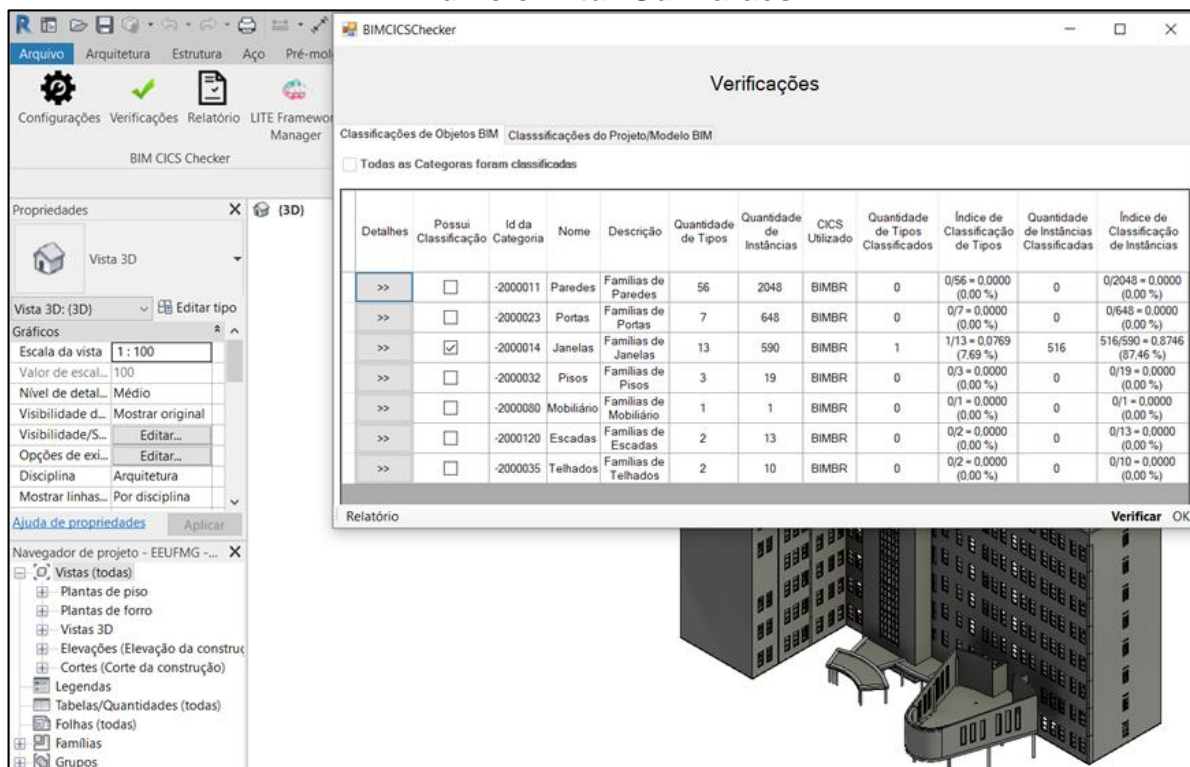 Arquivo Arquitetura Estrutura Aço Pré-mol
Configurações Verificações Relatório LITE Framewor
Manager
BIM CICS Checker
Propriedades
Vista 3D
Vista 3D: {3D} Editar tipo
Gráficos
Escala da vista 1 : 100
Valor de escal... 100
Nível de detal... Médio
Visibilidade d... Mostrar original
Visibilidade/S... Editar...
Opções de exi... Editar...
Disciplina Arquitetura
Mostrar linhas... Por disciplina
Ajuda de propriedades Aplicar
Navegador de projeto - EEUFMG -...
Vistas (todas)
Plantas de piso
Plantas de forro
Vistas 3D
Elevações (Elevação da construç
Cortes (Corte da construção)
Legendas
Tabelas/Quantidades (todas)
Folhas (todas)
Famílias
Grupos
{3D}
BIMCICSChecker
Verificações
Classificações de Objetos BIM Classsificações do Projeto/Modelo BIM
Todas as Categoras foram classificadas
Detalhes Possui Classificação Id da Categoria Nome Descrição Quantidade de Tipos Quantidade de Instâncias CICS Utilizado Quantidade de Tipos Classificados Índice de Classificação de Tipos Quantidade de Instâncias Classificadas Índice de Classificação de Instâncias
>> -2000011 Paredes Famílias de Paredes 56 2048 BIMBR 0 0/56 = 0,0000 (0,00 %) 0 0/2048 = 0,0000 (0,00 %)
>> -2000023 Portas Famílias de Portas 7 648 BIMBR 0 0/7 = 0,0000 (0,00 %) 0 0/648 = 0,0000 (0,00 %)
>> -2000014 Janelas Famílias de Janelas 13 590 BIMBR 1 1/13 = 0,0769 (7,69 %) 516 516/590 = 0,8746 (87,46 %)
>> -2000032 Pisos Famílias de Pisos 3 19 BIMBR 0 0/3 = 0,0000 (0,00 %) 0 0/19 = 0,0000 (0,00 %)
>> -2000080 Mobiliário Famílias de Mobiliário 1 1 BIMBR 0 0/1 = 0,0000 (0,00 %) 0 0/1 = 0,0000 (0,00 %)
>> -2000120 Escadas Famílias de Escadas 2 13 BIMBR 0 0/2 = 0,0000 (0,00 %) 0 0/13 = 0,0000 (0,00 %)
>> -2000035 Telhados Famílias de Telhados 2 10 BIMBR 0 0/2 = 0,0000 (0,00 %) 0 0/10 = 0,0000 (0,00 %)
Relatório Verificar OK